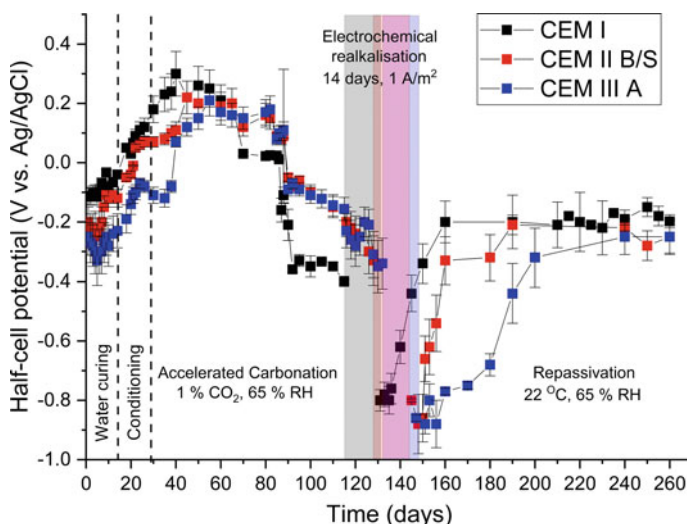 0.4
0.2
0.0
-0.2
-0.4
-0.6
-0.8
-1.0
Half-cell potential (V vs. Ag/AgCl)
Electrochemical
realkalisation
14 days, 1 A/m²
CEM I
CEM II B/S
CEM III A
Water curing
Conditioning
Accelerated Carbonation
1 % CO₂, 65 % RH
Repassivation
22 ⁰C, 65 % RH
0 20 40 60 80 100 120 140 160 180 200 220 240 260
Time (days)